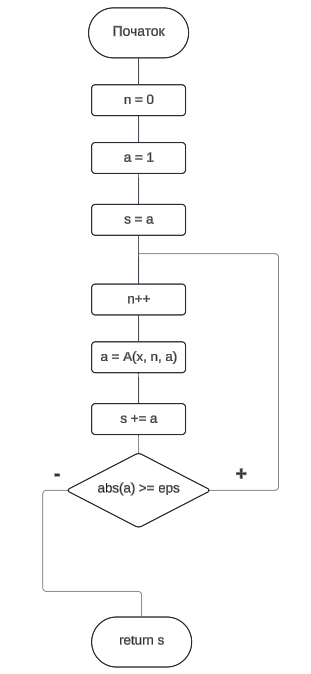 Початок
n = 0
a = 1
s = a
n++
a = A(x, n, a)
s += a
-
+
abs(a) >= eps
return s